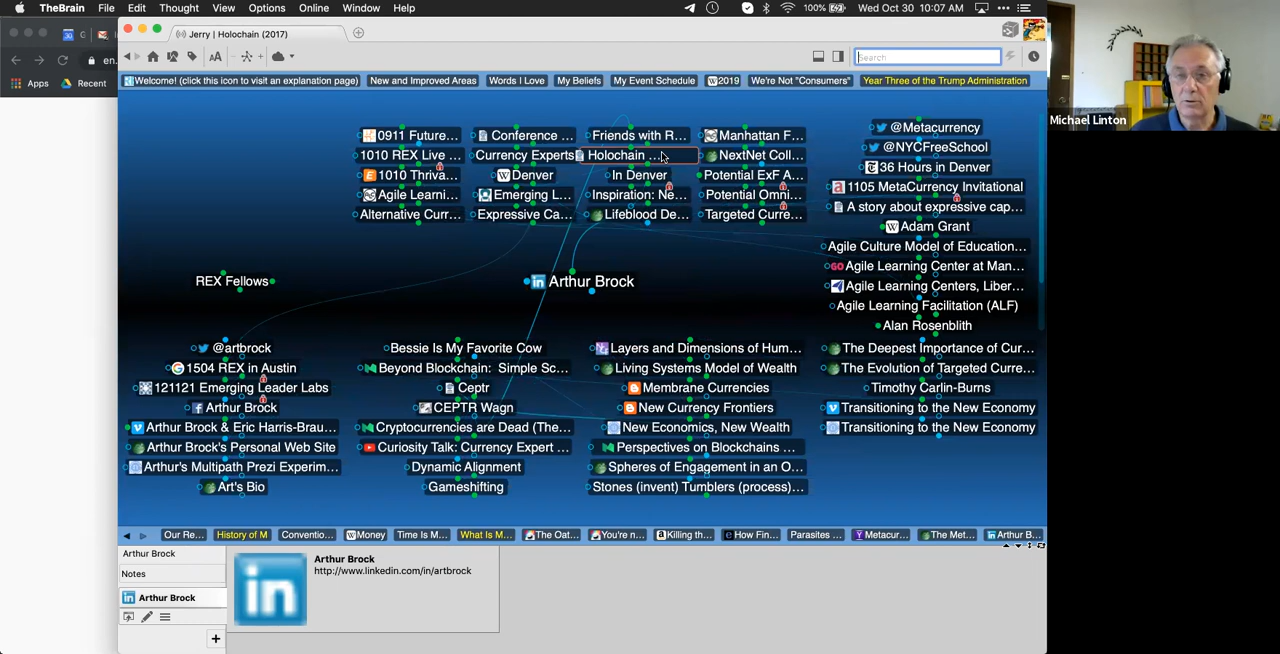 TheBrain File Edit Thought View Options Online Window Help 100% Wed Oct 30 10:07 AM
Jerry | Holochain (2017)
en.
Apps Recent
AA Search
Welcome! (click this icon to visit an explanation page) New and Improved Areas Words I Love My Beliefs My Event Schedule 2019 We're Not "Consumers" Year Three of the Trump Administration
Michael Linton
0911 Future... Conference ... Friends with R... Manhattan F... @Metacurrency
1010 REX Live ... Currency Experts Holochain ... NextNet Coll... @NYCFreeSchool
1010 Thriva... Denver In Denver Potential ExF A... 36 Hours in Denver
Agile Learni... Emerging L... Inspiration: Ne... Potential Omni... 1105 MetaCurrency Invitational
Alternative Curr... Expressive Ca... Lifeblood De... Targeted Curre... A story about expressive cap...
Adam Grant
Agile Culture Model of Education...
Agile Learning Center at Man...
Agile Learning Centers, Liber...
Agile Learning Facilitation (ALF)
Alan Rosenblith
REX Fellows Arthur Brock
@artbrock Bessie Is My Favorite Cow Layers and Dimensions of Hum... The Deepest Importance of Cur...
1504 REX in Austin Beyond Blockchain: Simple Sc... Living Systems Model of Wealth The Evolution of Targeted Curre...
121121 Emerging Leader Labs Ceptr Membrane Currencies Timothy Carlin-Burns
Arthur Brock CEPTR Wagn New Currency Frontiers Transitioning to the New Economy
Arthur Brock & Eric Harris-Brau... Cryptocurrencies are Dead (The... New Economics, New Wealth Transitioning to the New Economy
Arthur Brock's Personal Web Site Curiosity Talk: Currency Expert ... Perspectives on Blockchains ...
Arthur's Multipath Prezi Experim... Dynamic Alignment Spheres of Engagement in an O...
Art's Bio Gameshifting Stones (invent) Tumblers (process)...
Our Re... History of M Conventio... Money Time Is M... What Is M... The Oat... You're n... Killing th... How Fin... Parasites ... Metacur... The Met... Arthur B...
Arthur Brock
Notes
Arthur Brock
Arthur Brock
http://www.linkedin.com/in/artbrock
in